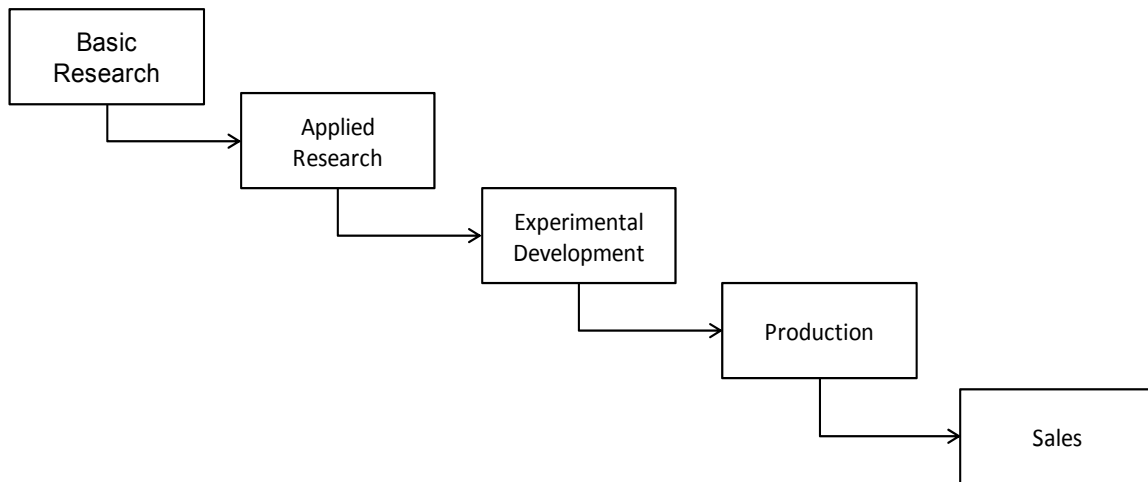 Basic
Research
Applied
Research
Experimental
Development
Production
Sales